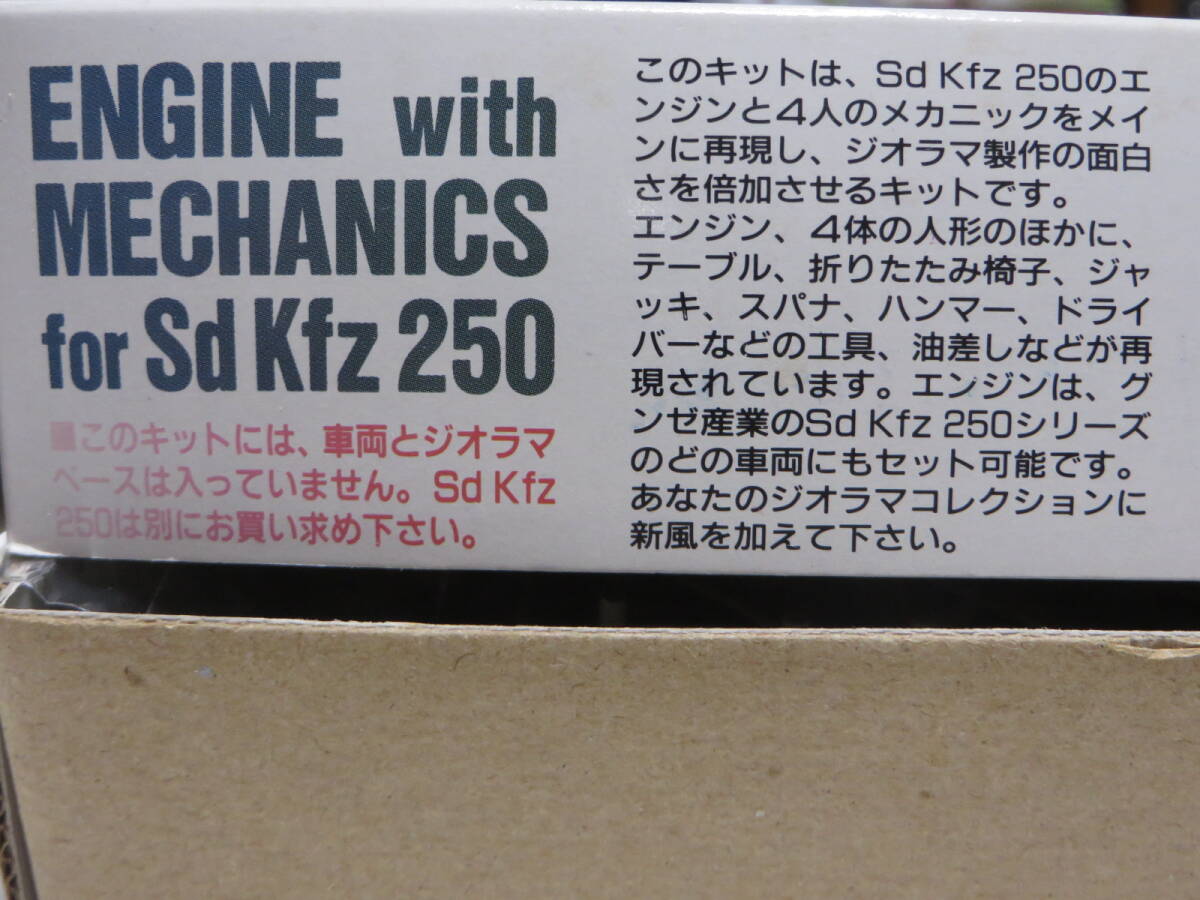 ENGINE with
MECHANICS
for Sd Kfz 250
■このキットには、車両とジオラマ
ベースは入っていません。Sd Kfz
250は別にお買い求め下さい。
このキットは、Sd Kfz 250のエ
ンジンと4人のメカニックをメイ
ンに再現し、ジオラマ製作の面白
さを倍加させるキットです。
エンジン、4体の人形のほかに、
テーブル、折りたたみ椅子、ジャ
ッキ、スパナ、ハンマー、ドライ
バーなどの工具、油差しなどが再
現されています。エンジンは、グ
ンゼ産業のSd Kfz 250シリーズ
のどの車両にもセット可能です。
あなたのジオラマコレクションに
新風を加えて下さい。